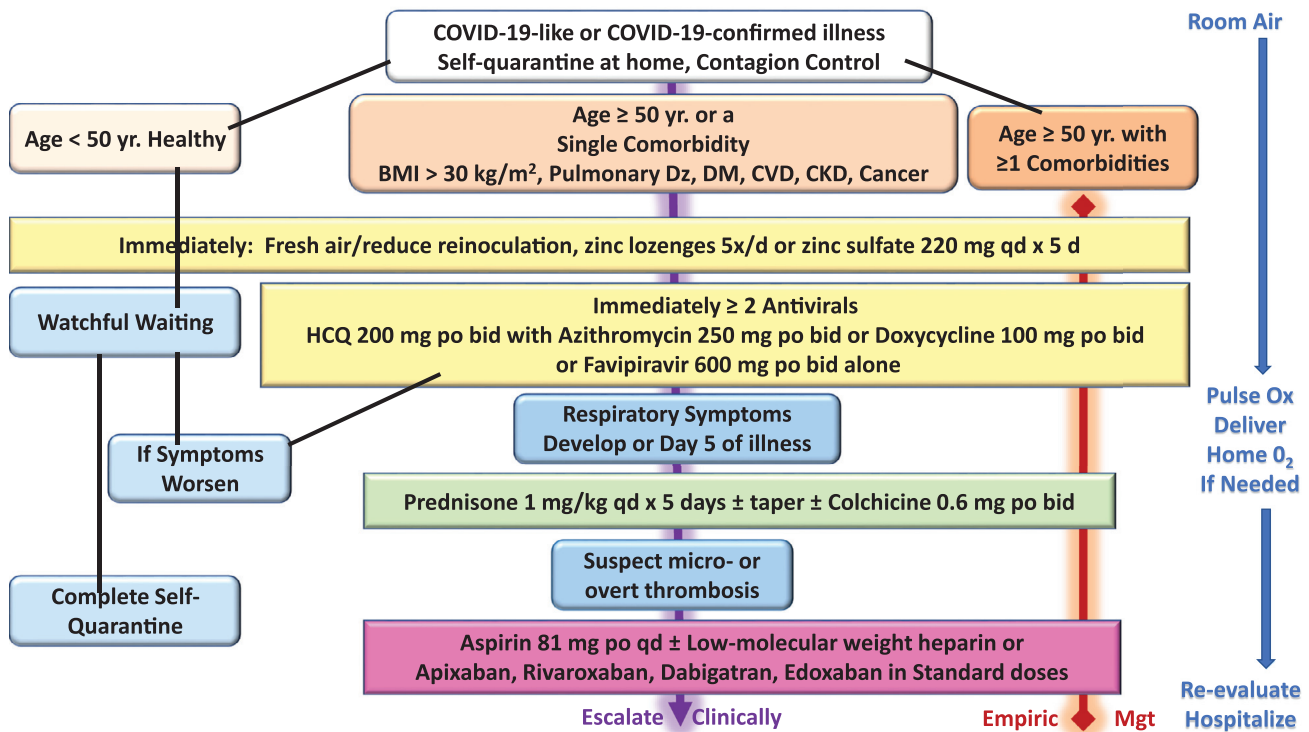 COVID-19-like or COVID-19-confirmed illness
Self-quarantine at home, Contagion Control
Room Air
Age < 50 yr. Healthy
Age ≥ 50 yr. or a
Single Comorbidity
BMI > 30 kg/m², Pulmonary Dz, DM, CVD, CKD, Cancer
Age ≥ 50 yr. with
≥1 Comorbidities
Immediately: Fresh air/reduce reinoculation, zinc lozenges 5x/d or zinc sulfate 220 mg qd x 5 d
Watchful Waiting
Immediately ≥ 2 Antivirals
HCQ 200 mg po bid with Azithromycin 250 mg po bid or Doxycycline 100 mg po bid
or Favipiravir 600 mg po bid alone
Pulse Ox
Deliver
Home 0₂
If Needed
Respiratory Symptoms
Develop or Day 5 of illness
If Symptoms
Worsen
Prednisone 1 mg/kg qd x 5 days ± taper ± Colchicine 0.6 mg po bid
Suspect micro- or
overt thrombosis
Complete Self-
Quarantine
Aspirin 81 mg po qd ± Low-molecular weight heparin or
Apixaban, Rivaroxaban, Dabigatran, Edoxaban in Standard doses
Escalate Clinically
Empiric Mgt
Re-evaluate
Hospitalize